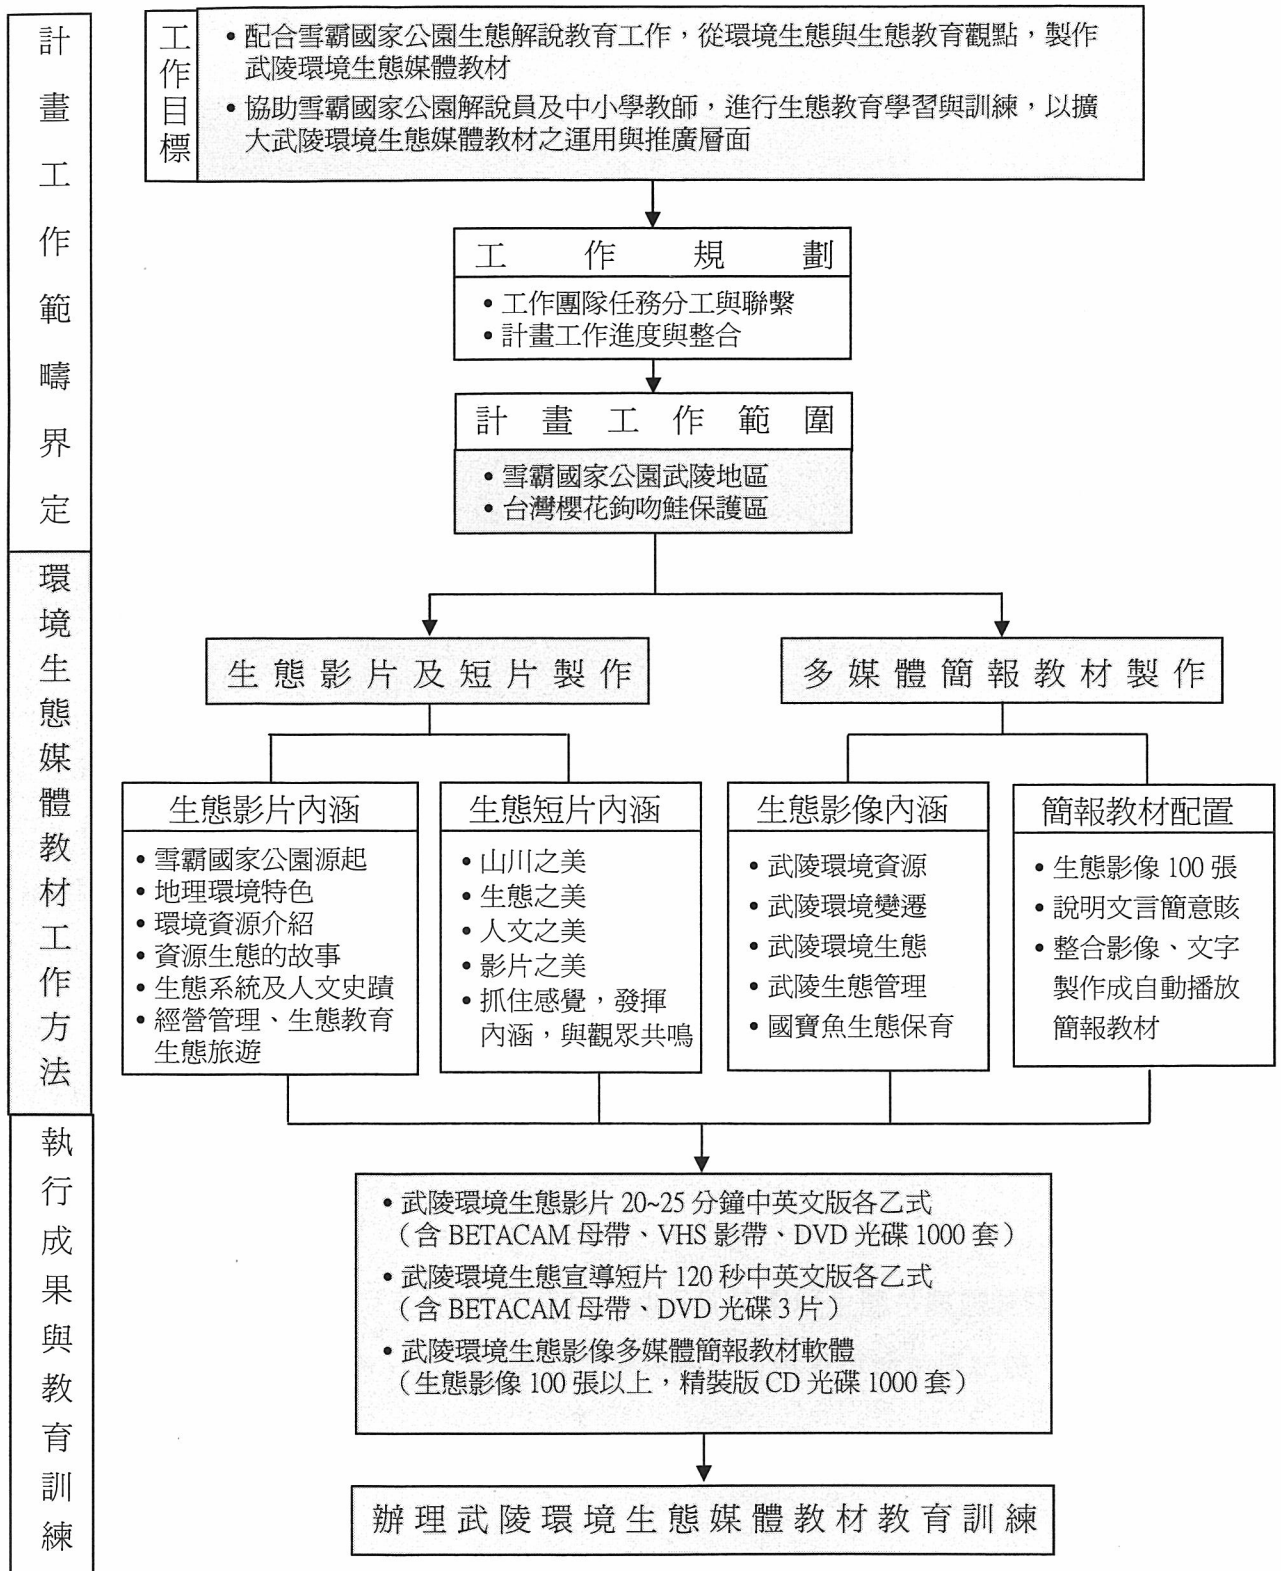 計畫工作範疇界定
工作目標
• 配合雪霸國家公園生態解說教育工作，從環境生態與生態教育觀點，製作
武陵環境生態媒體教材
• 協助雪霸國家公園解說員及中小學教師，進行生態教育學習與訓練，以擴
大武陵環境生態媒體教材之運用與推廣層面
工作規劃
• 工作團隊任務分工與聯繫
• 計畫工作進度與整合
計畫工作範圍
• 雪霸國家公園武陵地區
• 台灣櫻花鉤吻鮭保護區
環境生態媒體教材工作方法
生態影片及短片製作
多媒體簡報教材製作
生態影片內涵
• 雪霸國家公園源起
• 地理環境特色
• 環境資源介紹
• 資源生態的故事
• 生態系統及人文史蹟
• 經營管理、生態教育
生態旅遊
生態短片內涵
• 山川之美
• 生態之美
• 人文之美
• 影片之美
• 抓住感覺，發揮
內涵，與觀眾共鳴
生態影像內涵
• 武陵環境資源
• 武陵環境變遷
• 武陵環境生態
• 武陵生態管理
• 國寶魚生態保育
簡報教材配置
• 生態影像 100 張
• 說明文言簡意賅
• 整合影像、文字
製作成自動播放
簡報教材
執行成果與教育訓練
• 武陵環境生態影片 20~25 分鐘中英文版各乙式
（含 BETACAM 母帶、VHS 影帶、DVD 光碟 1000 套）
• 武陵環境生態宣導短片 120 秒中英文版各乙式
（含 BETACAM 母帶、DVD 光碟 3 片）
• 武陵環境生態影像多媒體簡報教材軟體
（生態影像 100 張以上，精裝版 CD 光碟 1000 套）
辦理武陵環境生態媒體教材教育訓練